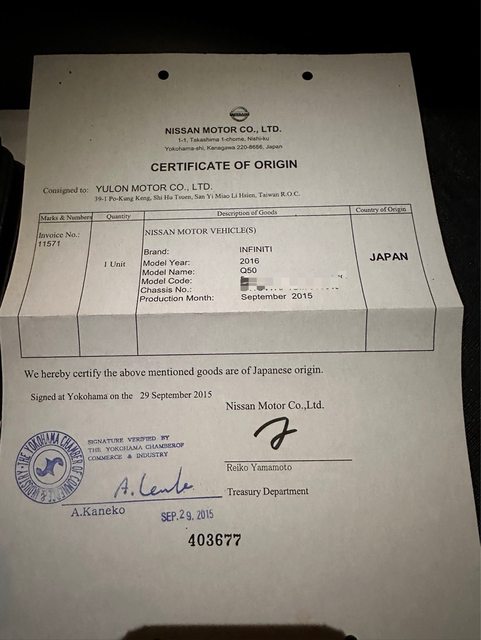 NISSAN
NISSAN MOTOR CO., LTD.
1-1, Takashima 1-chome, Nishi-ku
Yokohama-shi, Kanagawa 220-8686, Japan
CERTIFICATE OF ORIGIN
Consigned to: YULON MOTOR CO., LTD.
39-1 Po-Kung Keng, Shi Hu Tsuen, San Yi Miao Li Hsien, Taiwan R.O.C.
Marks & Numbers Quantity Description of Goods Country of Origin
Invoice No.:
11571
NISSAN MOTOR VEHICLE(S)
1 Unit
Brand: INFINITI
Model Year: 2016
Model Name: Q50
Model Code:
Chassis No.:
Production Month: September 2015
JAPAN
We hereby certify the above mentioned goods are of Japanese origin.
Signed at Yokohama on the 29 September 2015
Nissan Motor Co.,Ltd.
THE YOKOHAMA CHAMBER OF COMMERCE & INDUSTRY
SIGNATURE VERIFIED BY
THE YOKOHAMA CHAMBEROF
COMMERCE & INDUSTRY
Reiko Yamamoto
Treasury Department
A.Kaneko
SEP.29.2015
403677